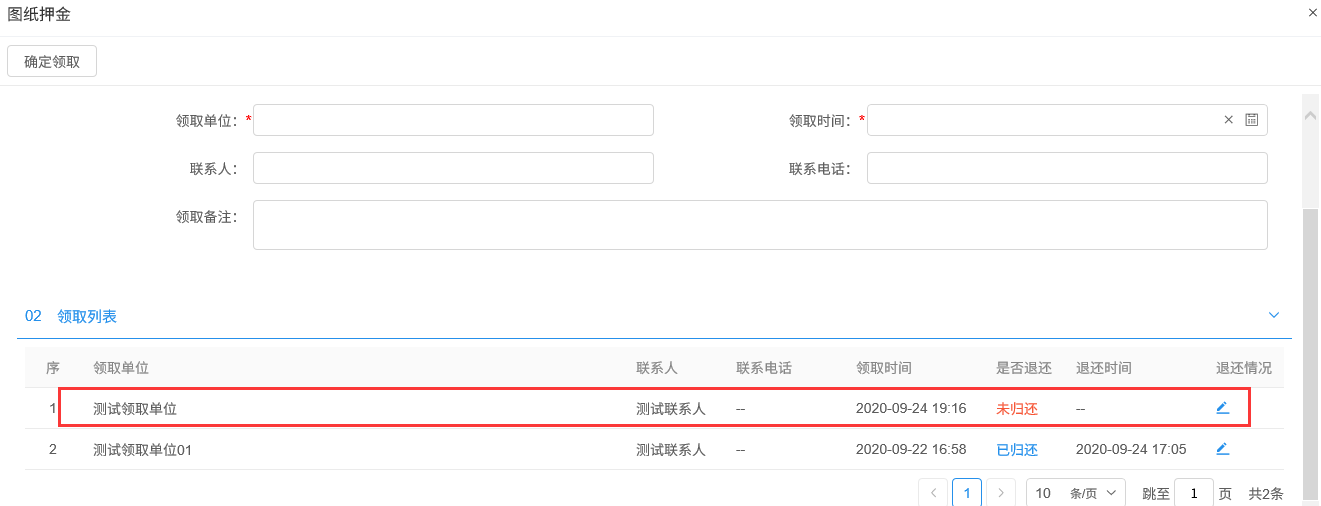 图纸押金
确定领取
领取单位：* 领取时间：*
联系人： 联系电话：
领取备注：
02 领取列表
序 领取单位 联系人 联系电话 领取时间 是否退还 退还时间 退还情况
1 测试领取单位 测试联系人 -- 2020-09-24 19:16 未归还 --
2 测试领取单位01 测试联系人 -- 2020-09-22 16:58 已归还 2020-09-24 17:05
1 10 条/页 跳至 1 页 共2条